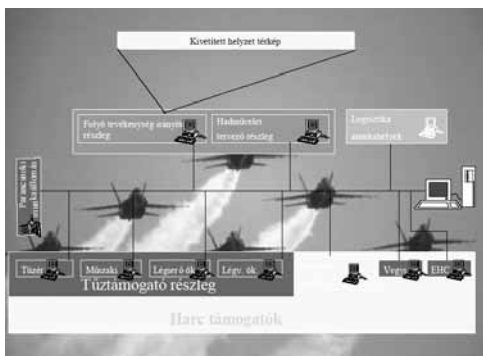 Kivetített helyzet térkép
Folyó tevékenység irányító
részleg
Hadművelet
tervező részleg
Logisztika
munkahelyek
Parancsnoki
munkaállomás
Tüzér
Műszaki
Légierő ök
Légv. ök
Vegyi
EHC
Tűztámogató részleg
Harc támogatók